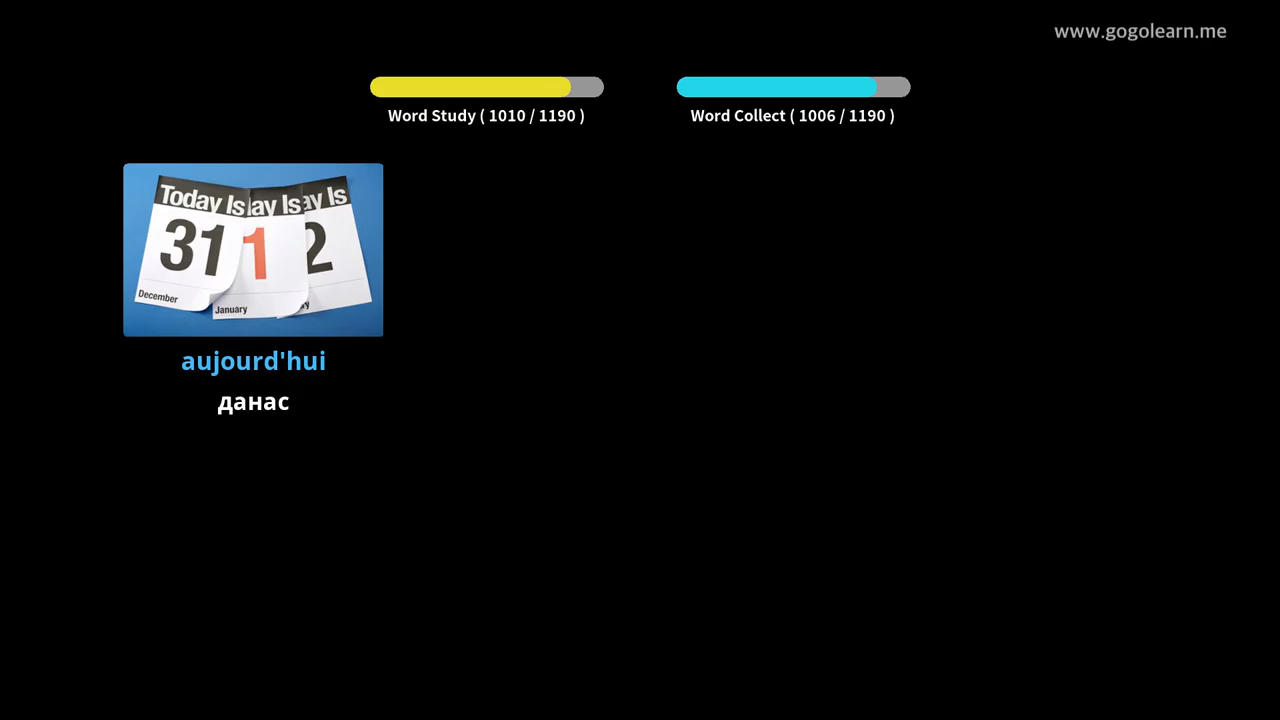 www.gogolearn.me
Word Study ( 1010 / 1190 )
Word Collect ( 1006 / 1190 )
Today Is
ay Is
ay Is
31
1
2
December
January
ry
aujourd'hui
данас